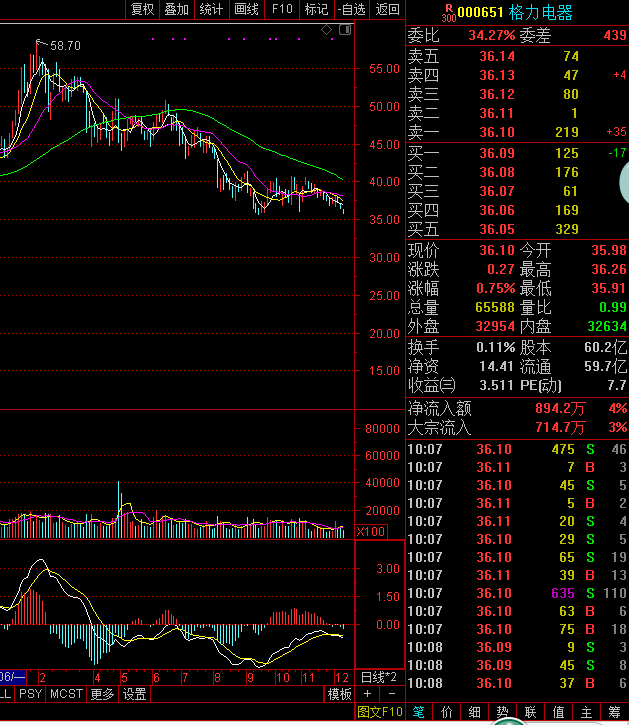 复权 叠加 统计 画线 F10 标记 -自选 返回
R 300 000651 格力电器
委比 34.27% 委差 439
卖五 36.14 74
卖四 36.13 47 +4
卖三 36.12 80
卖二 36.11 1
卖一 36.10 219 +35
买一 36.09 125 -17
买二 36.08 176
买三 36.07 61
买四 36.06 169
买五 36.05 329
现价 36.10 今开 35.98
涨跌 0.27 最高 36.26
涨幅 0.75% 最低 35.91
总量 65588 量比 0.99
外盘 32954 内盘 32634
换手 0.11% 股本 60.2亿
净资 14.41 流通 59.7亿
收益㈢ 3.511 PE(动) 7.7
净流入额 894.2万 4%
大宗流入 714.7万 3%
10:07 36.10 475 S 46
10:07 36.11 7 B 3
10:07 36.10 45 S 5
10:07 36.11 5 B 2
10:07 36.11 20 S 4
10:07 36.10 29 S 5
10:07 36.10 65 S 19
10:07 36.11 39 B 13
10:07 36.10 635 S 110
10:07 36.10 63 B 6
10:07 36.10 75 B 18
10:08 36.09 9 S 3
10:08 36.09 45 S 8
10:08 36.10 37 B 6
笔 价 细 势 联 值 主 筹
58.70
55.00
50.00
45.00
40.00
35.00
30.00
25.00
20.00
15.00
80000
60000
40000
20000
X100
3.00
1.50
0.00
06/一 2 3 4 5 6 7 8 9 10 11 12 日线*2
LL PSY MCST 更多 设置 模板 + -
图文F10